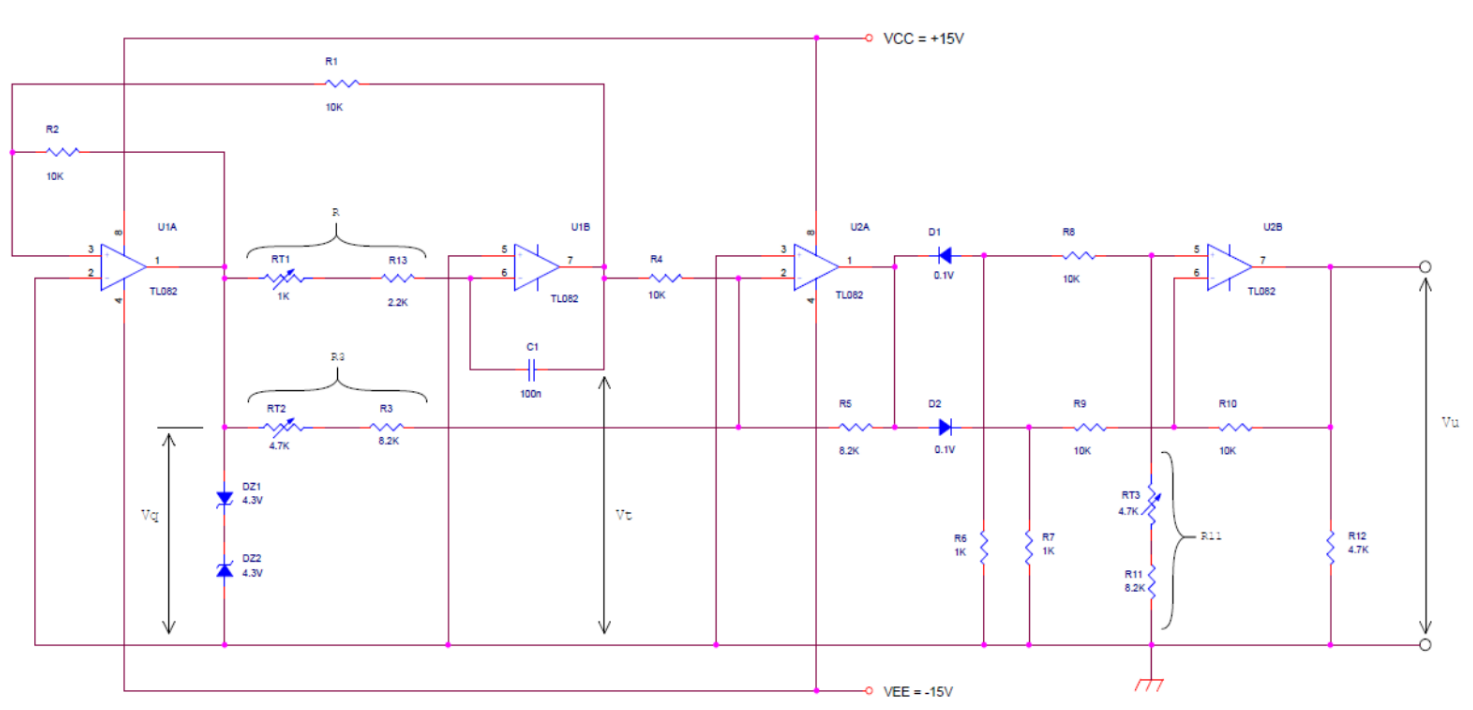 VCC = +15V
R1
10K
R2
10K
U1A
8
3
2
1
4
TL082
R
RT1
1K
R13
2.2K
U1B
5
6
7
TL082
C1
100n
R4
10K
U2A
8
3
2
1
4
TL082
D1
0.1V
R8
10K
U2B
5
6
7
TL082
R3
RT2
4.7K
R3
8.2K
R5
8.2K
D2
0.1V
R9
10K
R10
10K
Vu
DZ1
4.3V
Vq
Vt
DZ2
4.3V
R6
1K
R7
1K
RT3
4.7K
R11
R11
8.2K
R12
4.7K
VEE = -15V